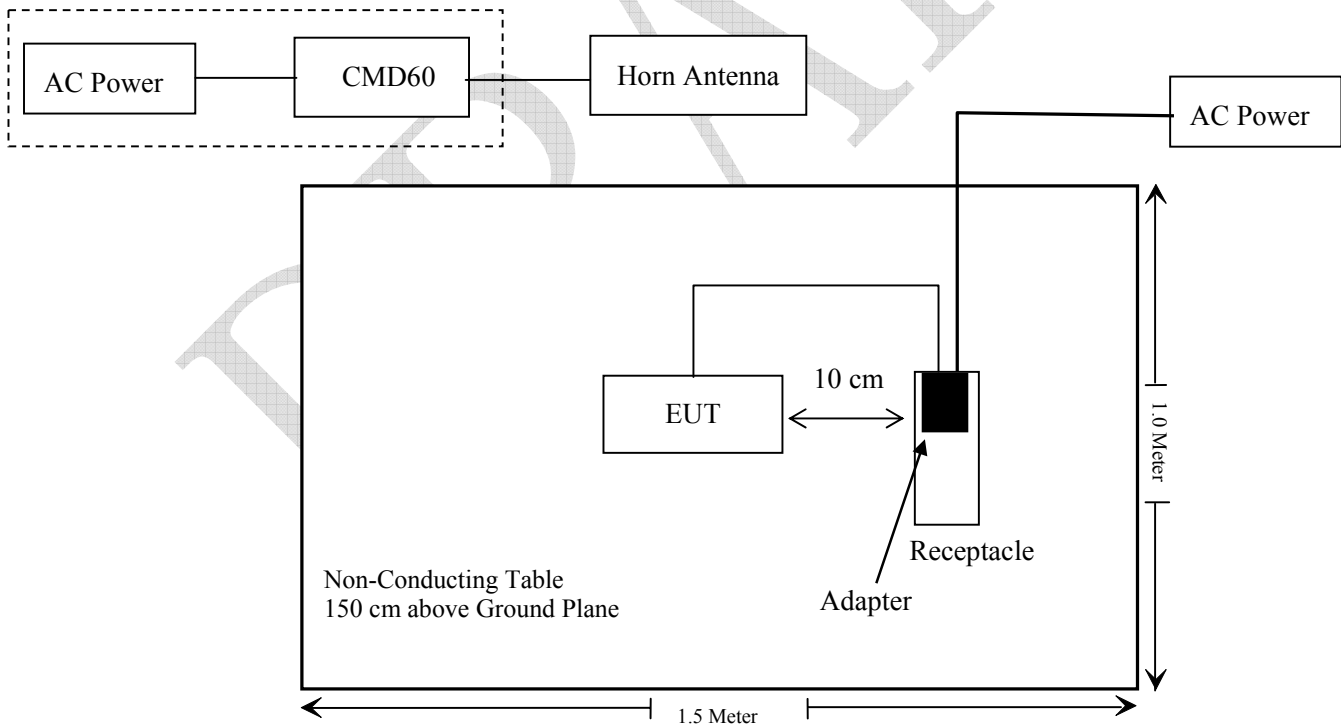 AC Power
CMD60
Horn Antenna
AC Power
10 cm
EUT
1.0 Meter
Receptacle
Non-Conducting Table
150 cm above Ground Plane
Adapter
1.5 Meter